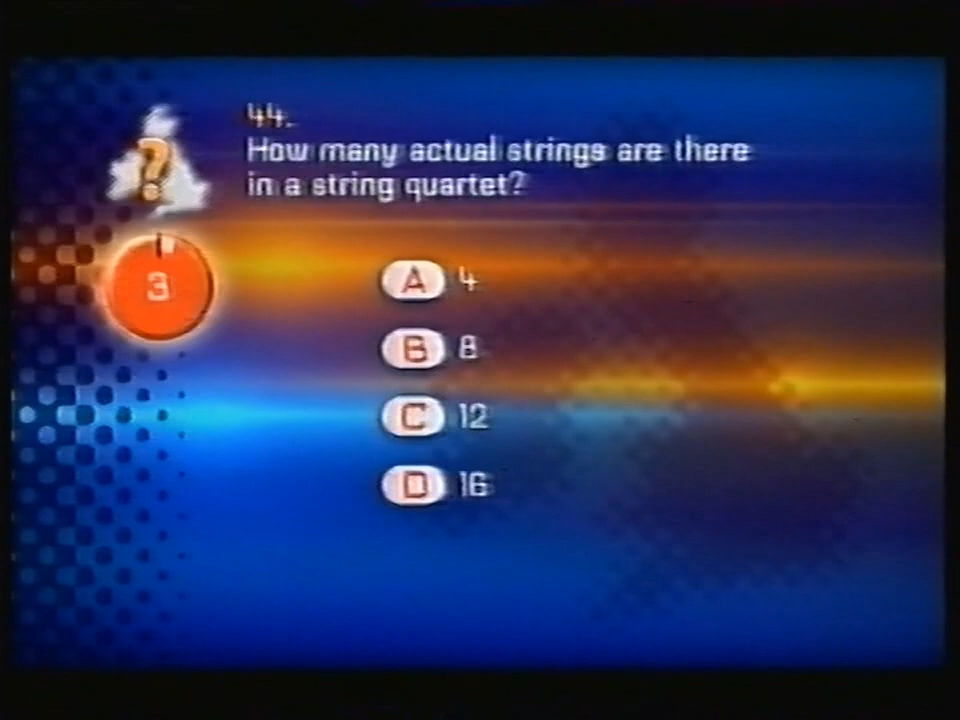 44.
How many actual strings are there
in a string quartet?
?
3
A 4
B 8
C 12
D 16